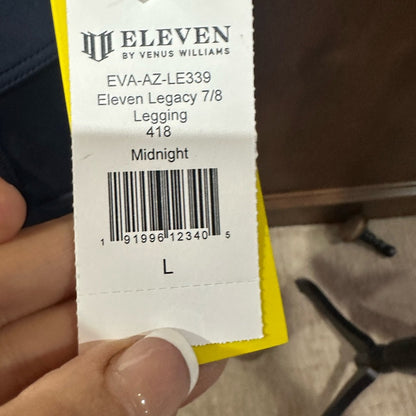 ELEVEN
BY VENUS WILLIAMS
EVA-AZ-LE339
Eleven Legacy 7/8
Legging
418
Midnight
1 91996 12340 5
L